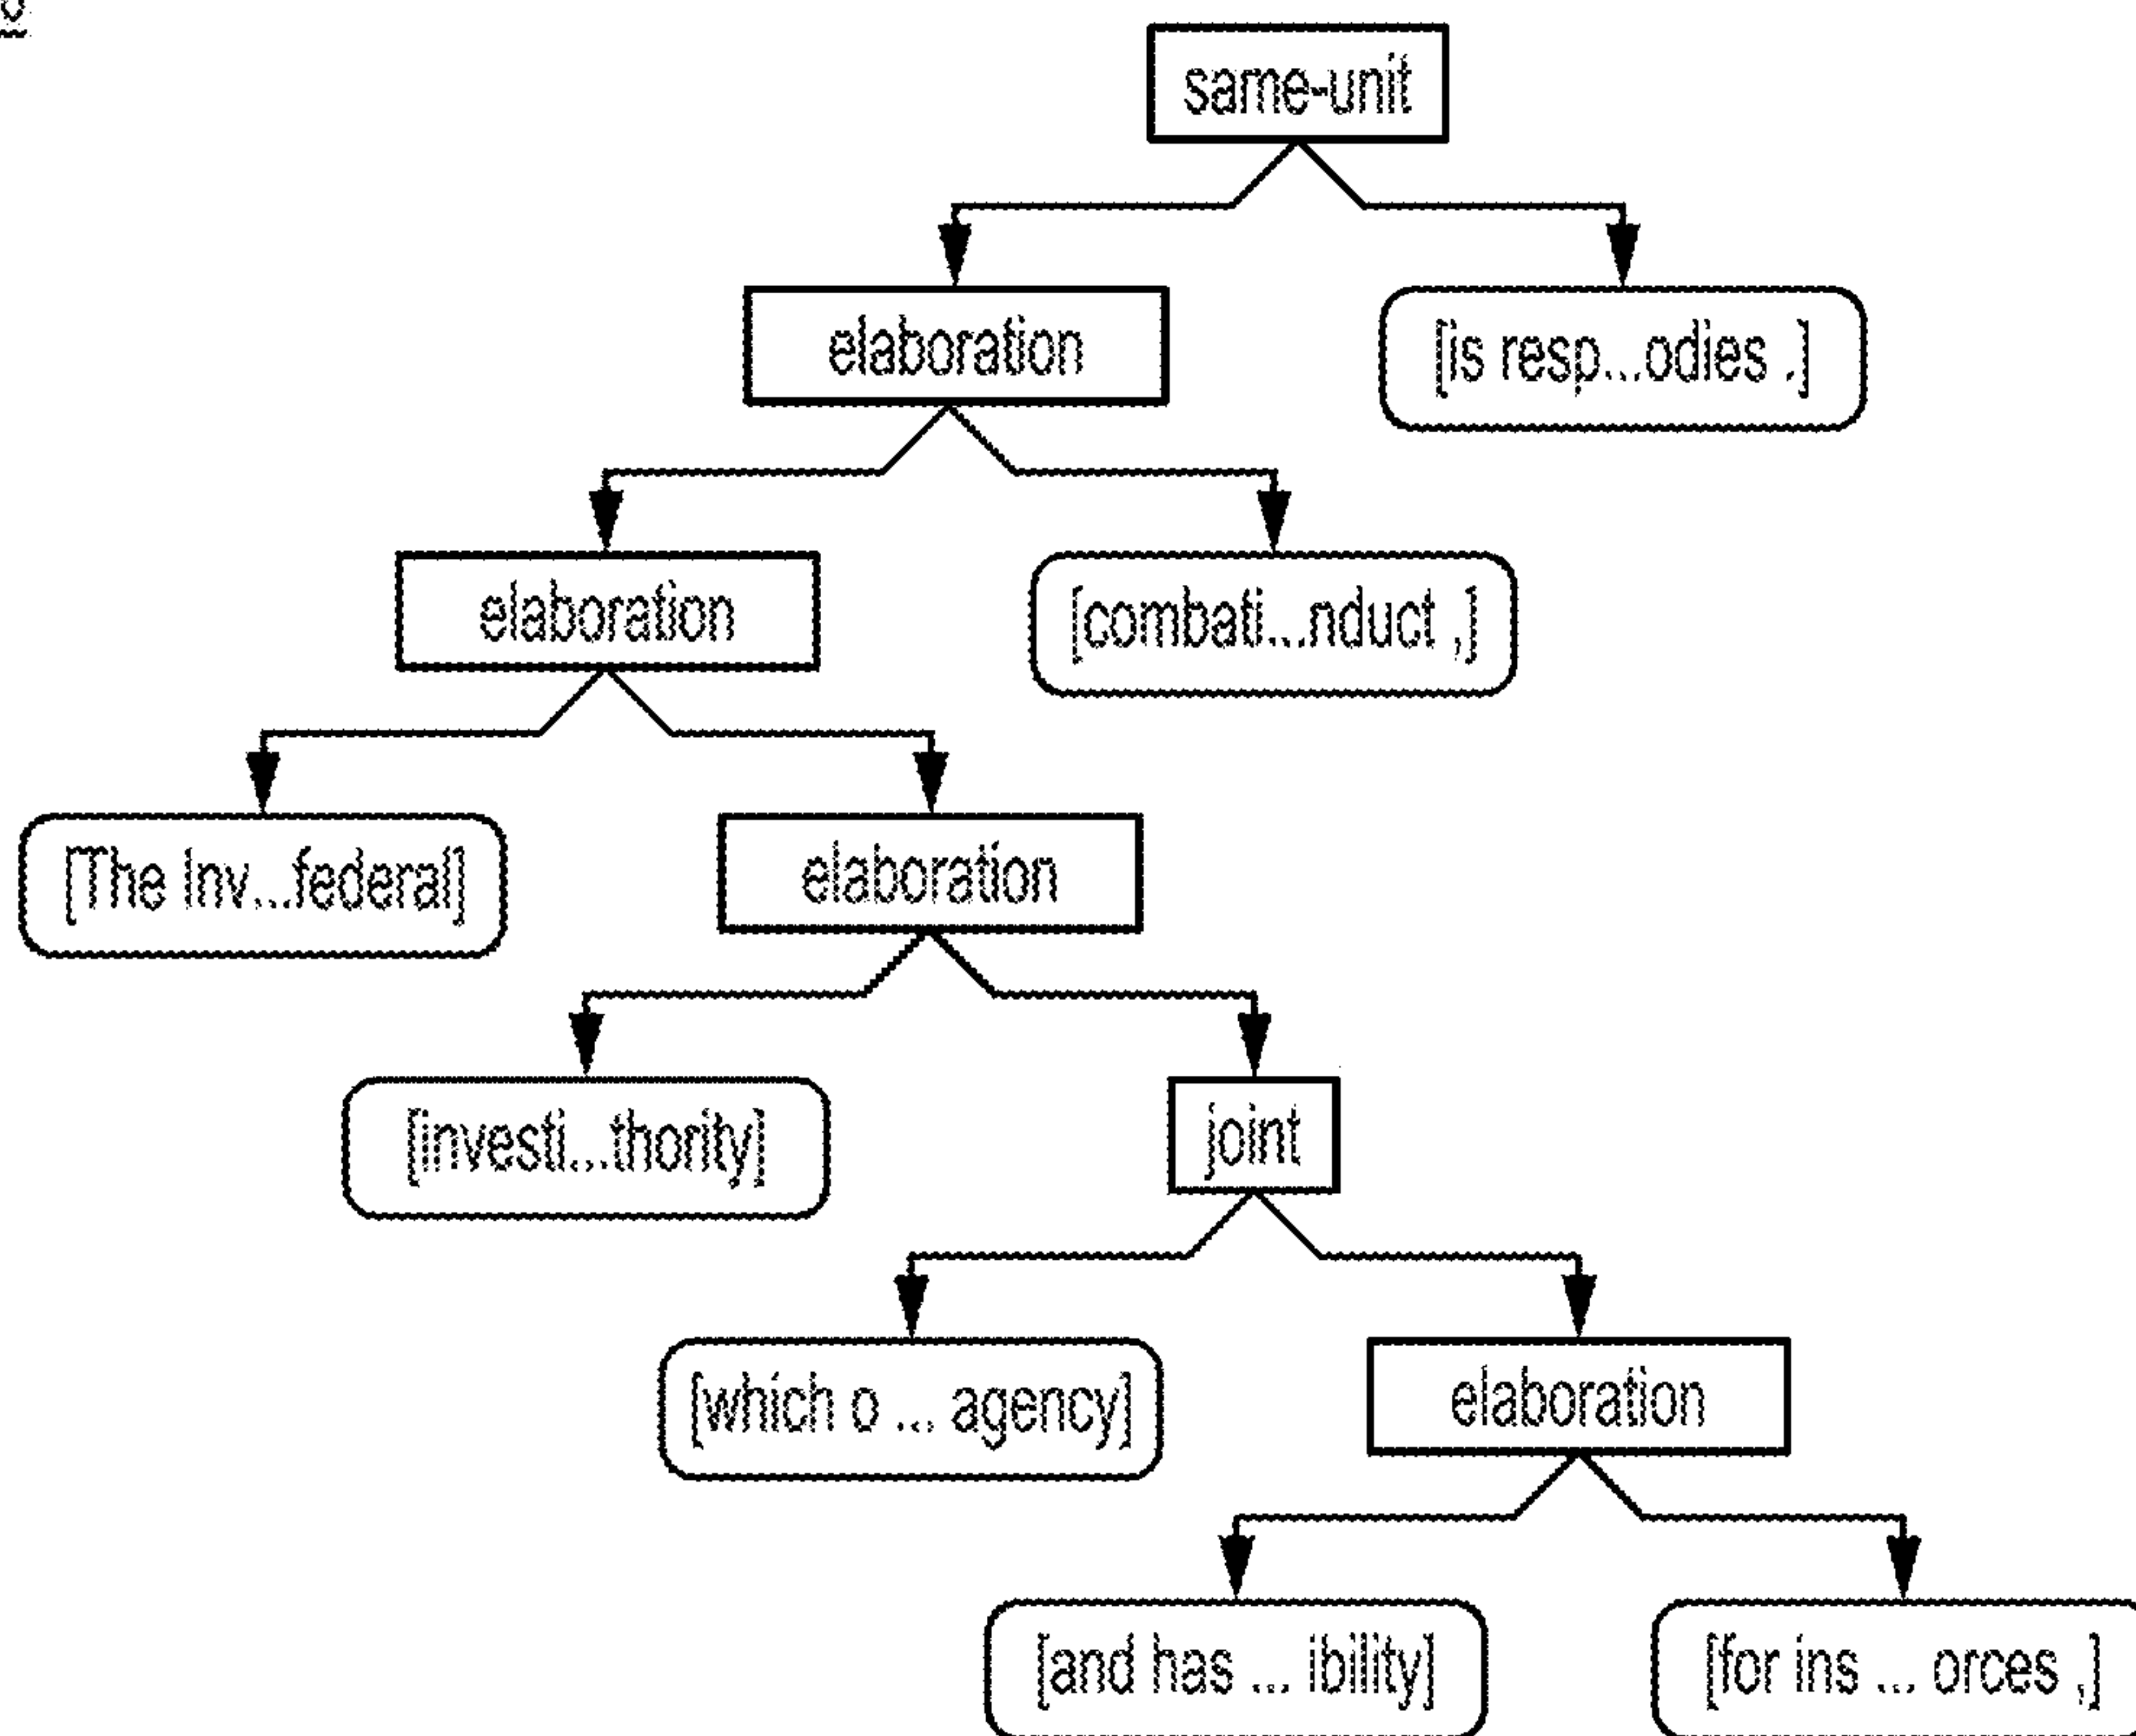 same-unit
elaboration
[is resp...odies .]
elaboration
[combati...nduct ,]
[The Inv...federal]
elaboration
[investi...thority]
joint
[which o ... agency]
elaboration
[and has ... ibility]
[for ins ... orces ,]